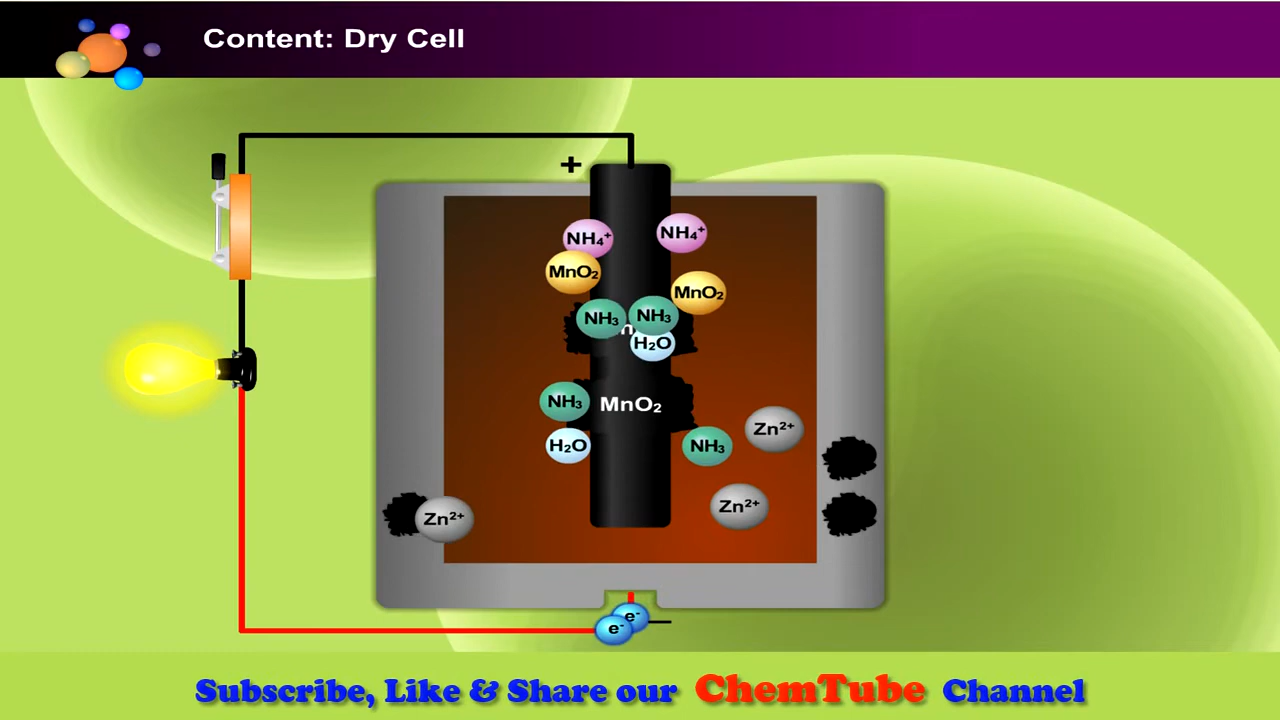 Content: Dry Cell
+
NH₄⁺
NH₄⁺
MnO₂
MnO₂
NH₃
NH₃
n
H₂O
NH₃
MnO₂
Zn²⁺
H₂O
NH₃
Zn²⁺
Zn²⁺
e⁻
e⁻
Subscribe, Like & Share our ChemTube Channel